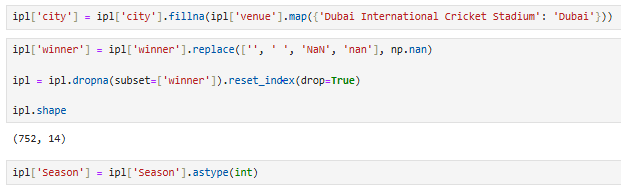 ipl['city'] = ipl['city'].fillna(ipl['venue'].map({'Dubai International Cricket Stadium': 'Dubai'}))
ipl['winner'] = ipl['winner'].replace(['', ' ', 'NaN', 'nan'], np.nan)
ipl = ipl.dropna(subset=['winner']).reset_index(drop=True)
ipl.shape
(752, 14)
ipl['Season'] = ipl['Season'].astype(int)